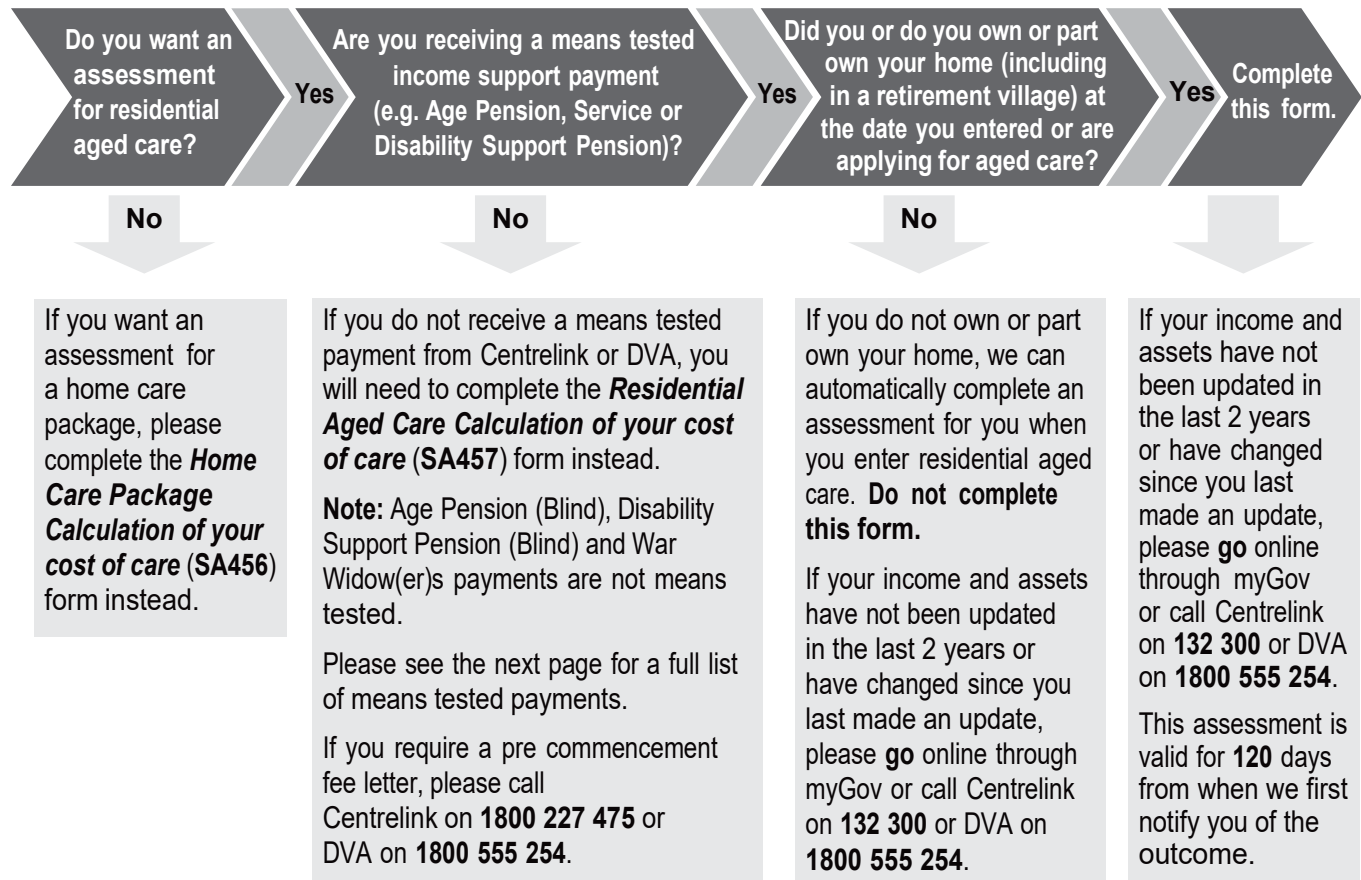 Do you want an
assessment
for residential
aged care?
Yes
Are you receiving a means tested
income support payment
(e.g. Age Pension, Service or
Disability Support Pension)?
Yes
Did you or do you own or part
own your home (including
in a retirement village) at
the date you entered or are
applying for aged care?
Yes
Complete
this form.
No
No
No
If you want an
assessment for
a home care
package, please
complete the Home
Care Package
Calculation of your
cost of care (SA456)
form instead.
If you do not receive a means tested
payment from Centrelink or DVA, you
will need to complete the Residential
Aged Care Calculation of your cost
of care (SA457) form instead.
Note: Age Pension (Blind), Disability
Support Pension (Blind) and War
Widow(er)s payments are not means
tested.
Please see the next page for a full list
of means tested payments.
If you require a pre commencement
fee letter, please call
Centrelink on 1800 227 475 or
DVA on 1800 555 254.
If you do not own or part
own your home, we can
automatically complete an
assessment for you when
you enter residential aged
care. Do not complete
this form.
If your income and assets
have not been updated
in the last 2 years or
have changed since you
last made an update,
please go online through
myGov or call Centrelink
on 132 300 or DVA on
1800 555 254.
If your income and
assets have not
been updated in
the last 2 years
or have changed
since you last
made an update,
please go online
through myGov
or call Centrelink
on 132 300 or DVA
on 1800 555 254.
This assessment is
valid for 120 days
from when we first
notify you of the
outcome.